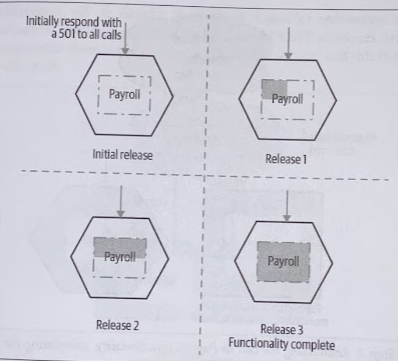 Initially respond with
a 501 to all calls
Payroll
Initial release
Payroll
Release 1
Payroll
Release 2
Payroll
Release 3
Functionality complete